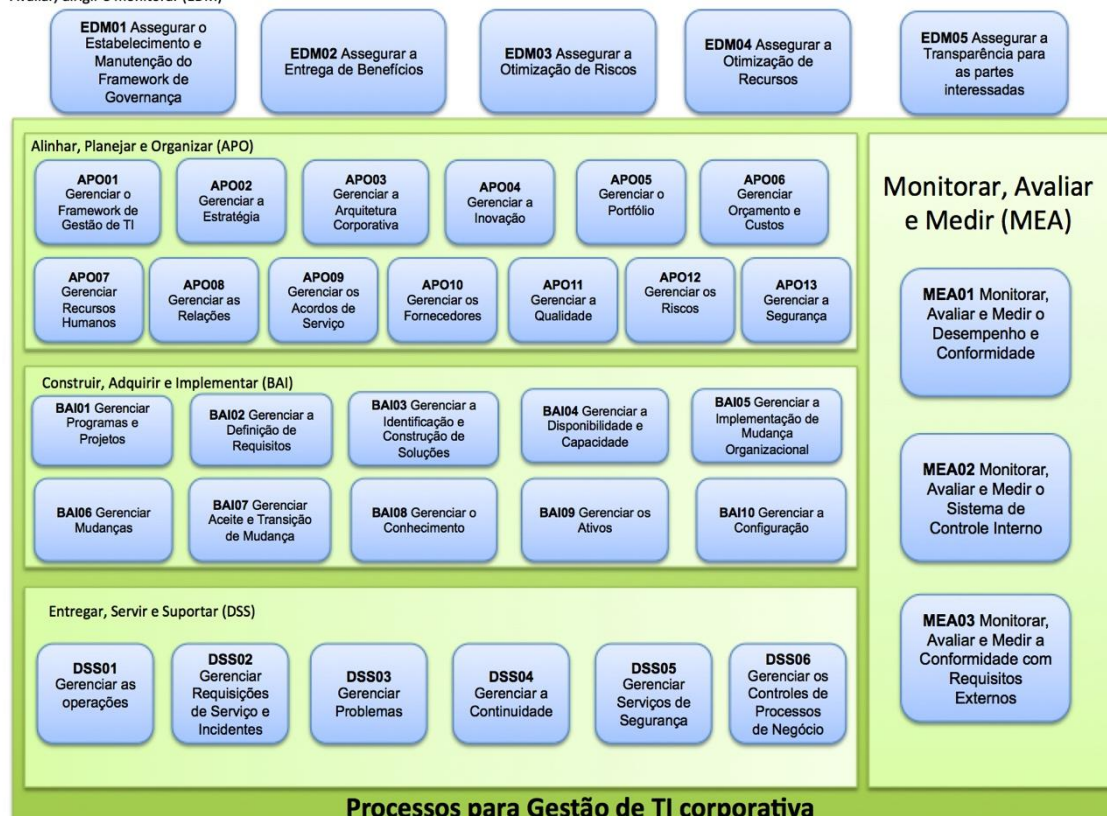 EDM01 Assegurar o
Estabelecimento e
Manutenção do
Framework de
Governança
EDM02 Assegurar a
Entrega de Benefícios
EDM03 Assegurar a
Otimização de Riscos
EDM04 Assegurar a
Otimização de
Recursos
EDM05 Assegurar a
Transparência para
as partes
interessadas
Alinhar, Planejar e Organizar (APO)
APO01
Gerenciar o
Framework de
Gestão de TI
APO02
Gerenciar a
Estratégia
APO03
Gerenciar a
Arquitetura
Corporativa
APO04
Gerenciar a
Inovação
APO05
Gerenciar o
Portfólio
APO06
Gerenciar
Orçamento e
Custos
APO07
Gerenciar
Recursos
Humanos
APO08
Gerenciar as
Relações
APO09
Gerenciar os
Acordos de
Serviço
APO10
Gerenciar os
Fornecedores
APO11
Gerenciar a
Qualidade
APO12
Gerenciar os
Riscos
APO13
Gerenciar a
Segurança
Construir, Adquirir e Implementar (BAI)
BAI01 Gerenciar
Programas e
Projetos
BAI02 Gerenciar a
Definição de
Requisitos
BAI03 Gerenciar a
Identificação e
Construção de
Soluções
BAI04 Gerenciar a
Disponibilidade e
Capacidade
BAI05 Gerenciar a
Implementação de
Mudança
Organizacional
BAI06 Gerenciar
Mudanças
BAI07 Gerenciar
Aceite e Transição
de Mudança
BAI08 Gerenciar o
Conhecimento
BAI09 Gerenciar os
Ativos
BAI10 Gerenciar a
Configuração
Entregar, Servir e Suportar (DSS)
DSS01
Gerenciar as
operações
DSS02
Gerenciar
Requisições
de Serviço e
Incidentes
DSS03
Gerenciar
Problemas
DSS04
Gerenciar a
Continuidade
DSS05
Gerenciar
Serviços de
Segurança
DSS06
Gerenciar os
Controles de
Processos
de Negócio
Monitorar, Avaliar
e Medir (MEA)
MEA01 Monitorar,
Avaliar e Medir o
Desempenho e
Conformidade
MEA02 Monitorar,
Avaliar e Medir o
Sistema de
Controle Interno
MEA03 Monitorar,
Avaliar e Medir a
Conformidade com
Requisitos
Externos
Processos para Gestão de TI corporativa